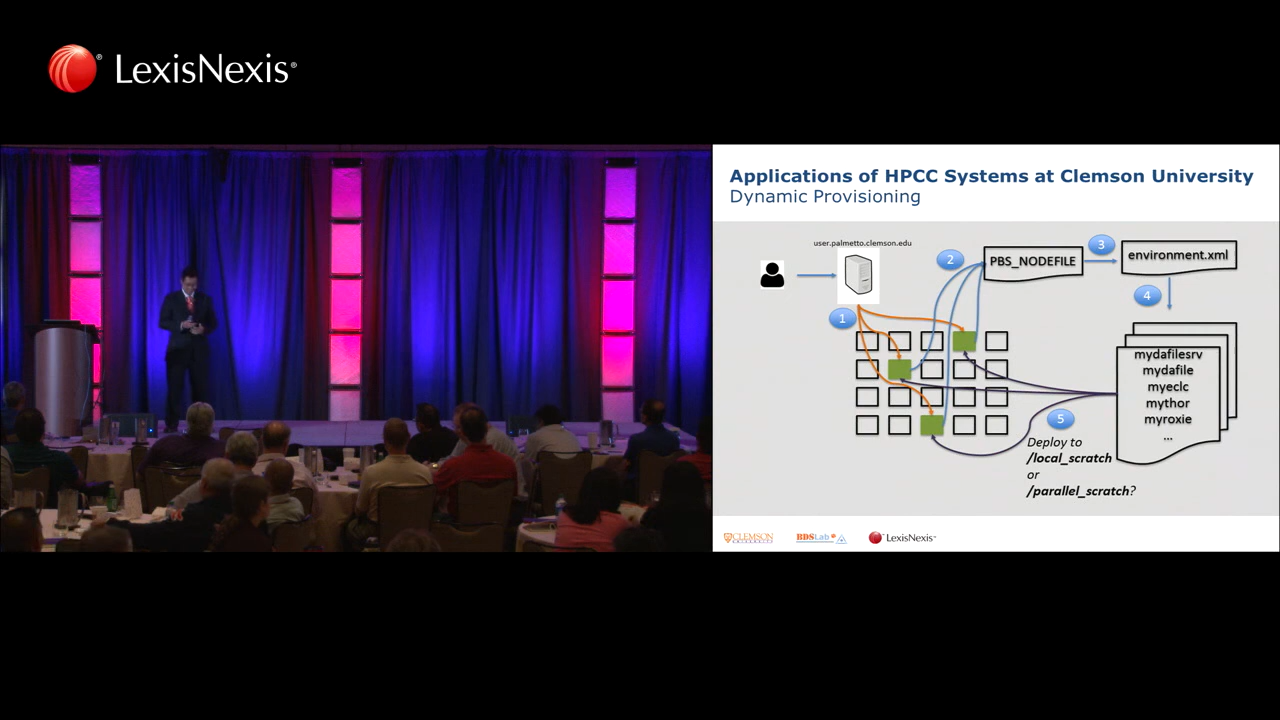 LexisNexis®
Applications of HPCC Systems at Clemson University
Dynamic Provisioning
user.palmetto.clemson.edu
1
2
PBS_NODEFILE
3
environment.xml
4
mydafilesrv
mydafile
myeclc
mythor
myroxie
...
5
Deploy to
/local_scratch
or
/parallel_scratch?
CLEMSON
UNIVERSITY
BDSLab
LexisNexis®